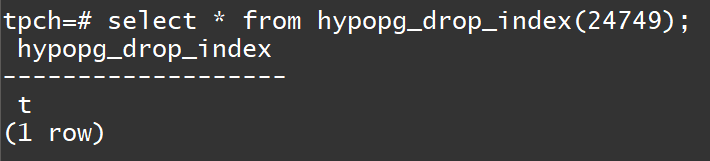 tpch=# select * from hypopg_drop_index(24749);
 hypopg_drop_index
-------------------
 t
(1 row)